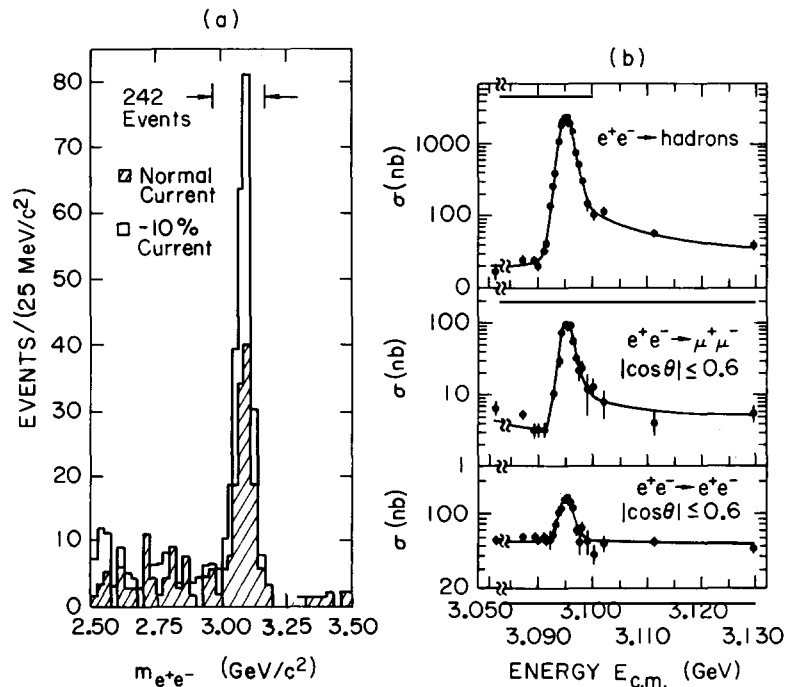 (a)
242
Events
Normal
Current
-10%
Current
EVENTS/(25 MeV/c²)
80
70
60
50
40
30
20
10
0
2.50 2.75 3.00 3.25 3.50
m_e⁺e⁻ (GeV/c²)
(b)
e⁺e⁻→hadrons
σ(nb)
1000
100
0
e⁺e⁻→μ⁺μ⁻
|cosθ|≤0.6
σ(nb)
100
10
1
e⁺e⁻→e⁺e⁻
|cosθ|≤0.6
σ(nb)
100
20
3.050 3.100 3.120
3.090 3.110 3.130
ENERGY E_c.m. (GeV)